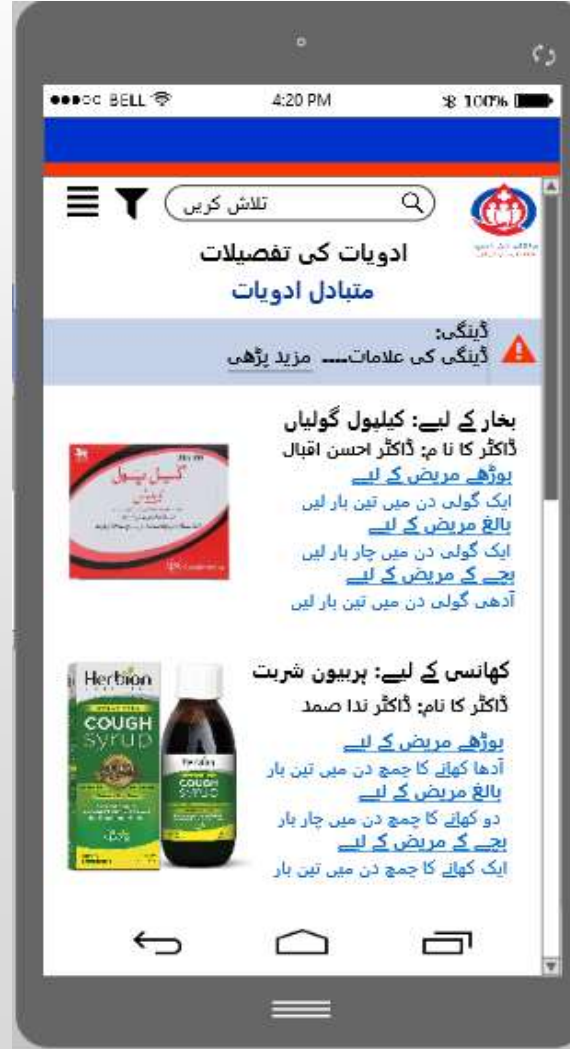 BELL 4:20 PM 100%
تلاش کریں
ادویات کی تفصیلات
متبادل ادویات
ڈینگی:
ڈینگی کی علامات.... مزید پڑھی
بخار کے لیے: کیلپول گولیاں
ڈاکٹر کا نا م: ڈاکٹر احسن اقبال
بوڑھے مریض کے لیے
ایک گولی دن میں تین بار لیں
بالغ مریض کے لیے
ایک گولی دن میں چار بار لیں
بچے کے مریض کے لیے
آدھی گولی دن میں تین بار لیں
کھانسی کے لیے: ہربیون شربت
ڈاکٹر کا نام: ڈاکٹر ندا صمد
Herbion
COUGH
Syrup
Herbion
COUGH
SYRUP
بوڑھے مریض کے لیے
آدھا کھانے کا چمچ دن میں تین بار
بالغ مریض کے لیے
دو کھانے کا چمچ دن میں چار بار
بچے کے مریض کے لیے
ایک کھانے کا چمچ دن میں تین بار